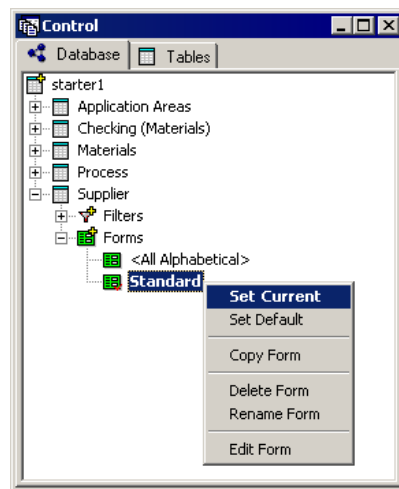 Control
Database
Tables
starter1
Application Areas
Checking (Materials)
Materials
Process
Supplier
Filters
Forms
<All Alphabetical>
Standard
Set Current
Set Default
Copy Form
Delete Form
Rename Form
Edit Form